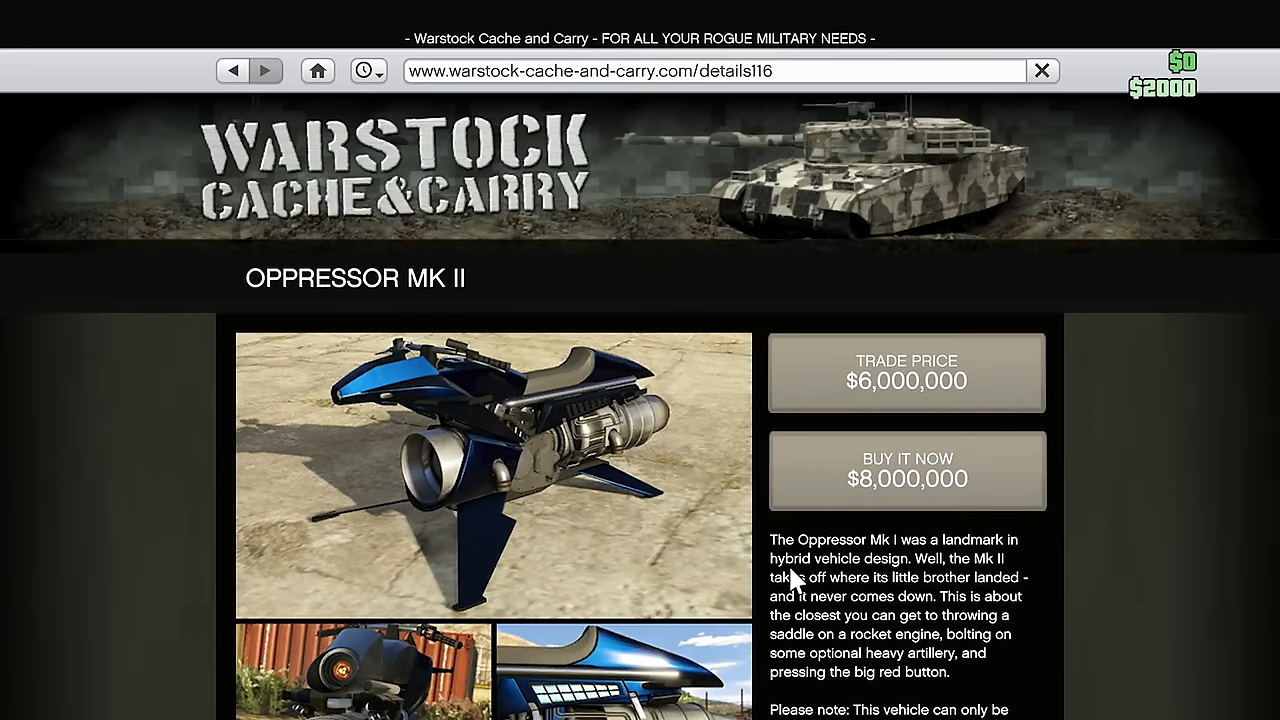 - Warstock Cache and Carry - FOR ALL YOUR ROGUE MILITARY NEEDS -
www.warstock-cache-and-carry.com/details116
$0
$2000
WARSTOCK
CACHE&CARRY
OPPRESSOR MK II
TRADE PRICE
$6,000,000
BUY IT NOW
$8,000,000
The Oppressor Mk I was a landmark in
hybrid vehicle design. Well, the Mk II
takes off where its little brother landed -
and it never comes down. This is about
the closest you can get to throwing a
saddle on a rocket engine, bolting on
some optional heavy artillery, and
pressing the big red button.
Please note: This vehicle can only be